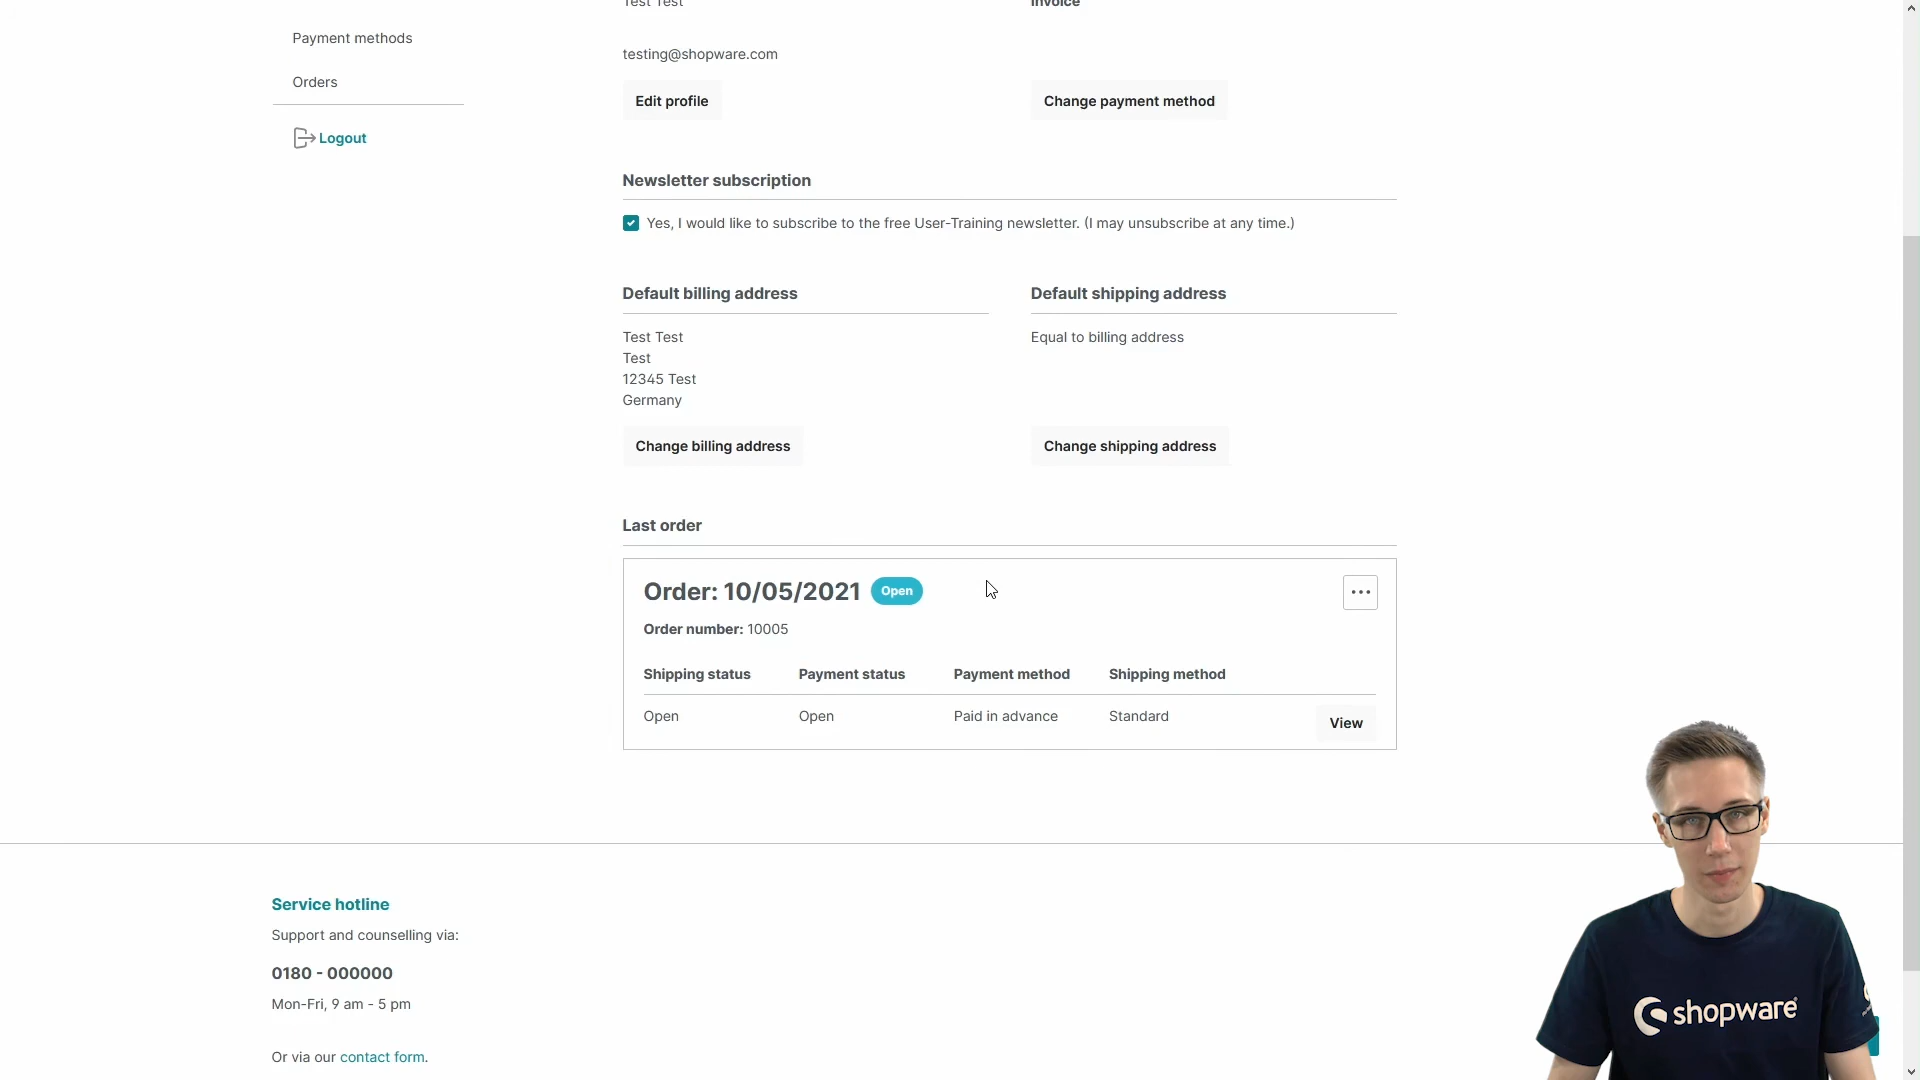 Test Test
Invoice
Payment methods
testing@shopware.com
Orders
Edit profile
Change payment method
Logout
Newsletter subscription
Yes, I would like to subscribe to the free User-Training newsletter. (I may unsubscribe at any time.)
Default billing address
Default shipping address
Test Test
Equal to billing address
Test
12345 Test
Germany
Change billing address
Change shipping address
Last order
Order: 10/05/2021
Open
Order number: 10005
Shipping status
Payment status
Payment method
Shipping method
Open
Open
Paid in advance
Standard
View
Service hotline
Support and counselling via:
0180 - 000000
Mon-Fri, 9 am - 5 pm
shopware
Or via our contact form.